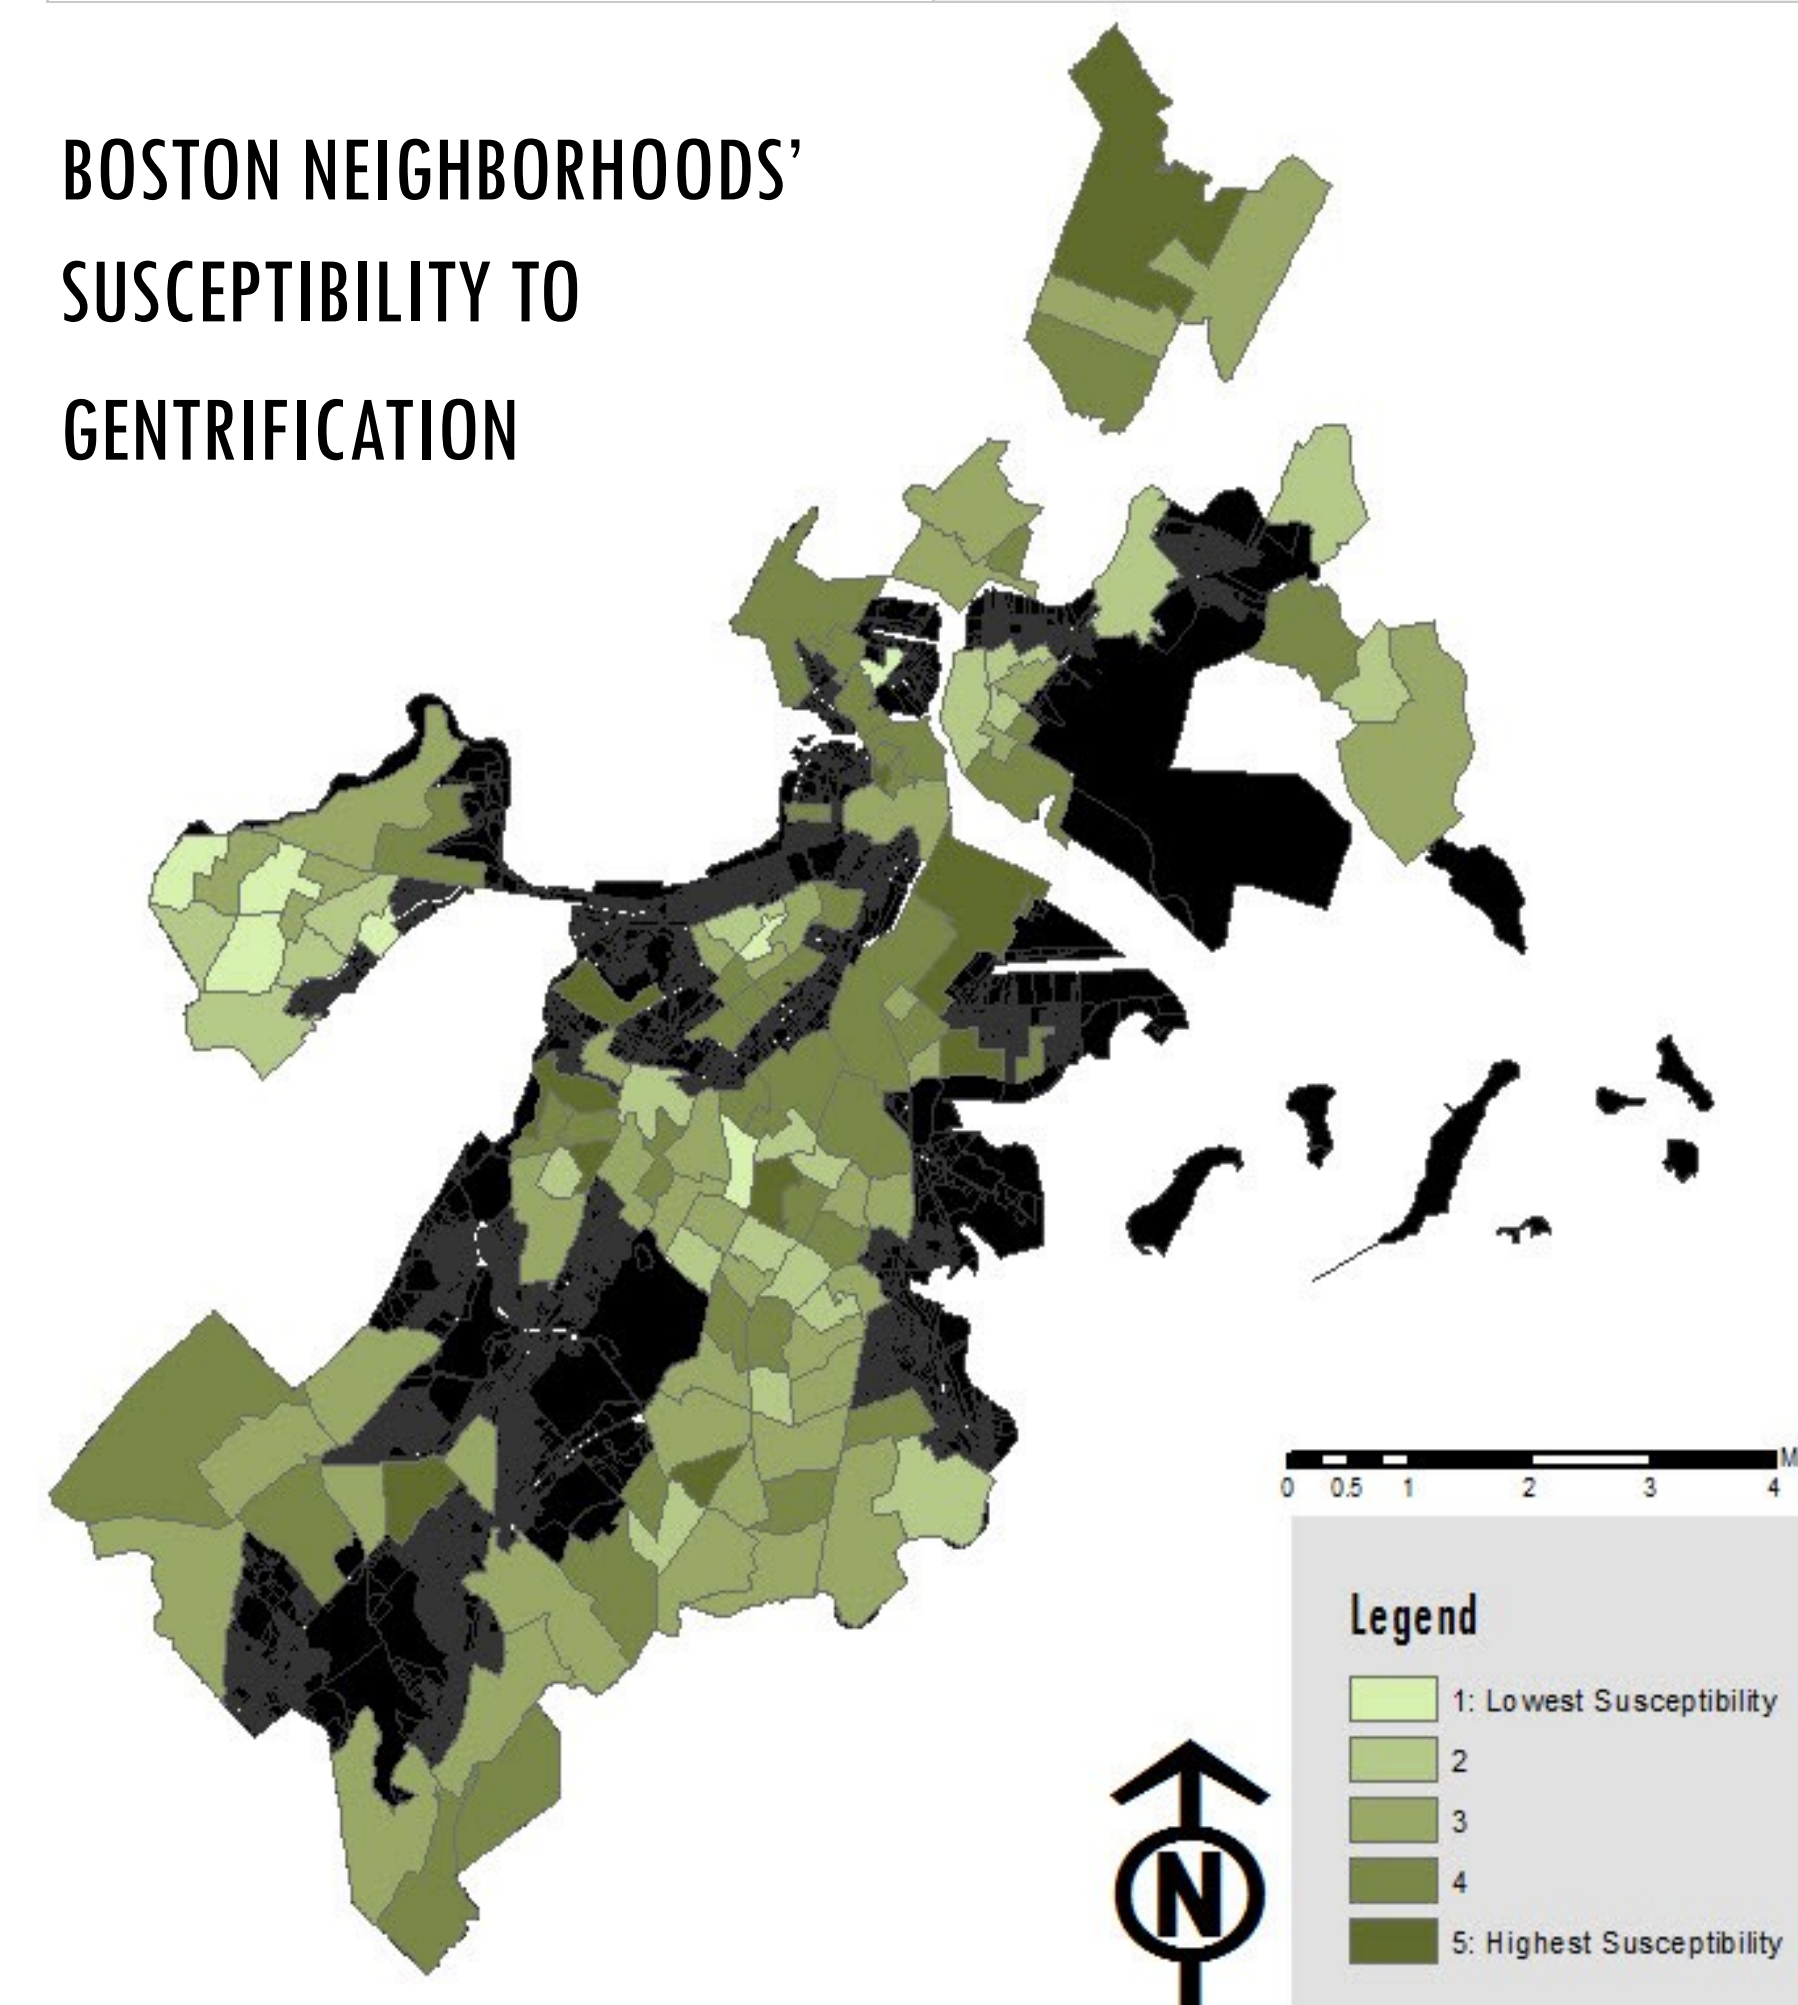 BOSTON NEIGHBORHOODS’
SUSCEPTIBILITY TO
GENTRIFICATION
M
0 0.5 1 2 3 4
Legend
1: Lowest Susceptibility
2
3
4
5: Highest Susceptibility
N